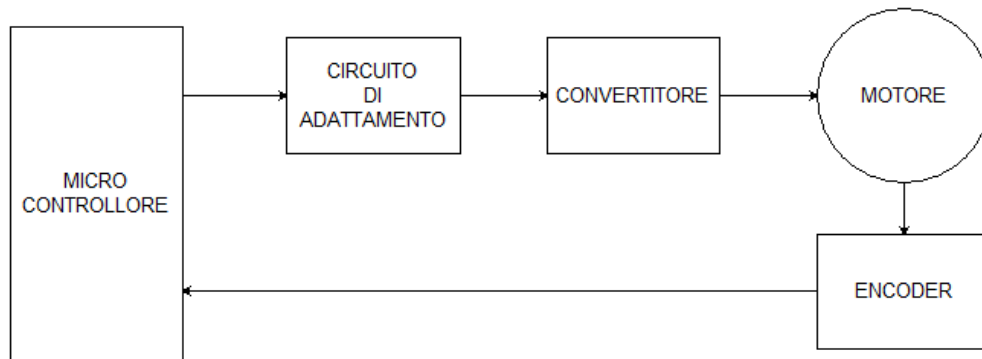 MICRO
CONTROLLORE
CIRCUITO
DI
ADATTAMENTO
CONVERTITORE
MOTORE
ENCODER